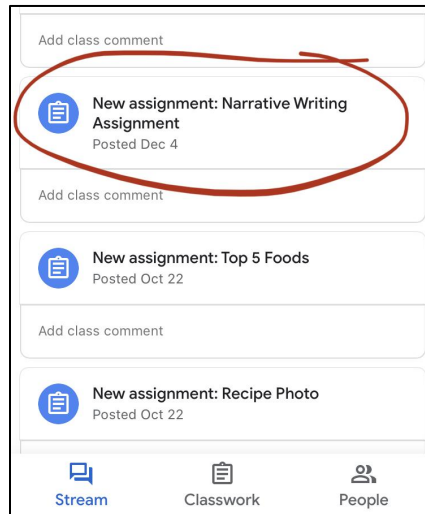 Add class comment
New assignment: Narrative Writing
Assignment
Posted Dec 4
Add class comment
New assignment: Top 5 Foods
Posted Oct 22
Add class comment
New assignment: Recipe Photo
Posted Oct 22
Stream Classwork People